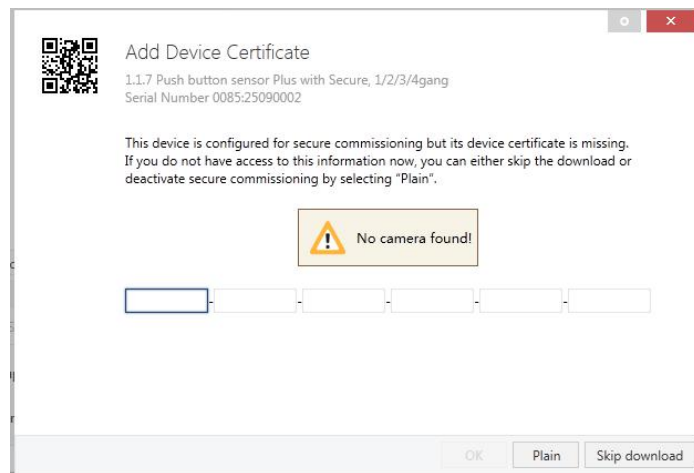 Add Device Certificate
1.1.7 Push button sensor Plus with Secure, 1/2/3/4gang
Serial Number 0085:25090002
This device is configured for secure commissioning but its device certificate is missing.
If you do not have access to this information now, you can either skip the download or
deactivate secure commissioning by selecting "Plain".
No camera found!
- - - - -
OK Plain Skip download